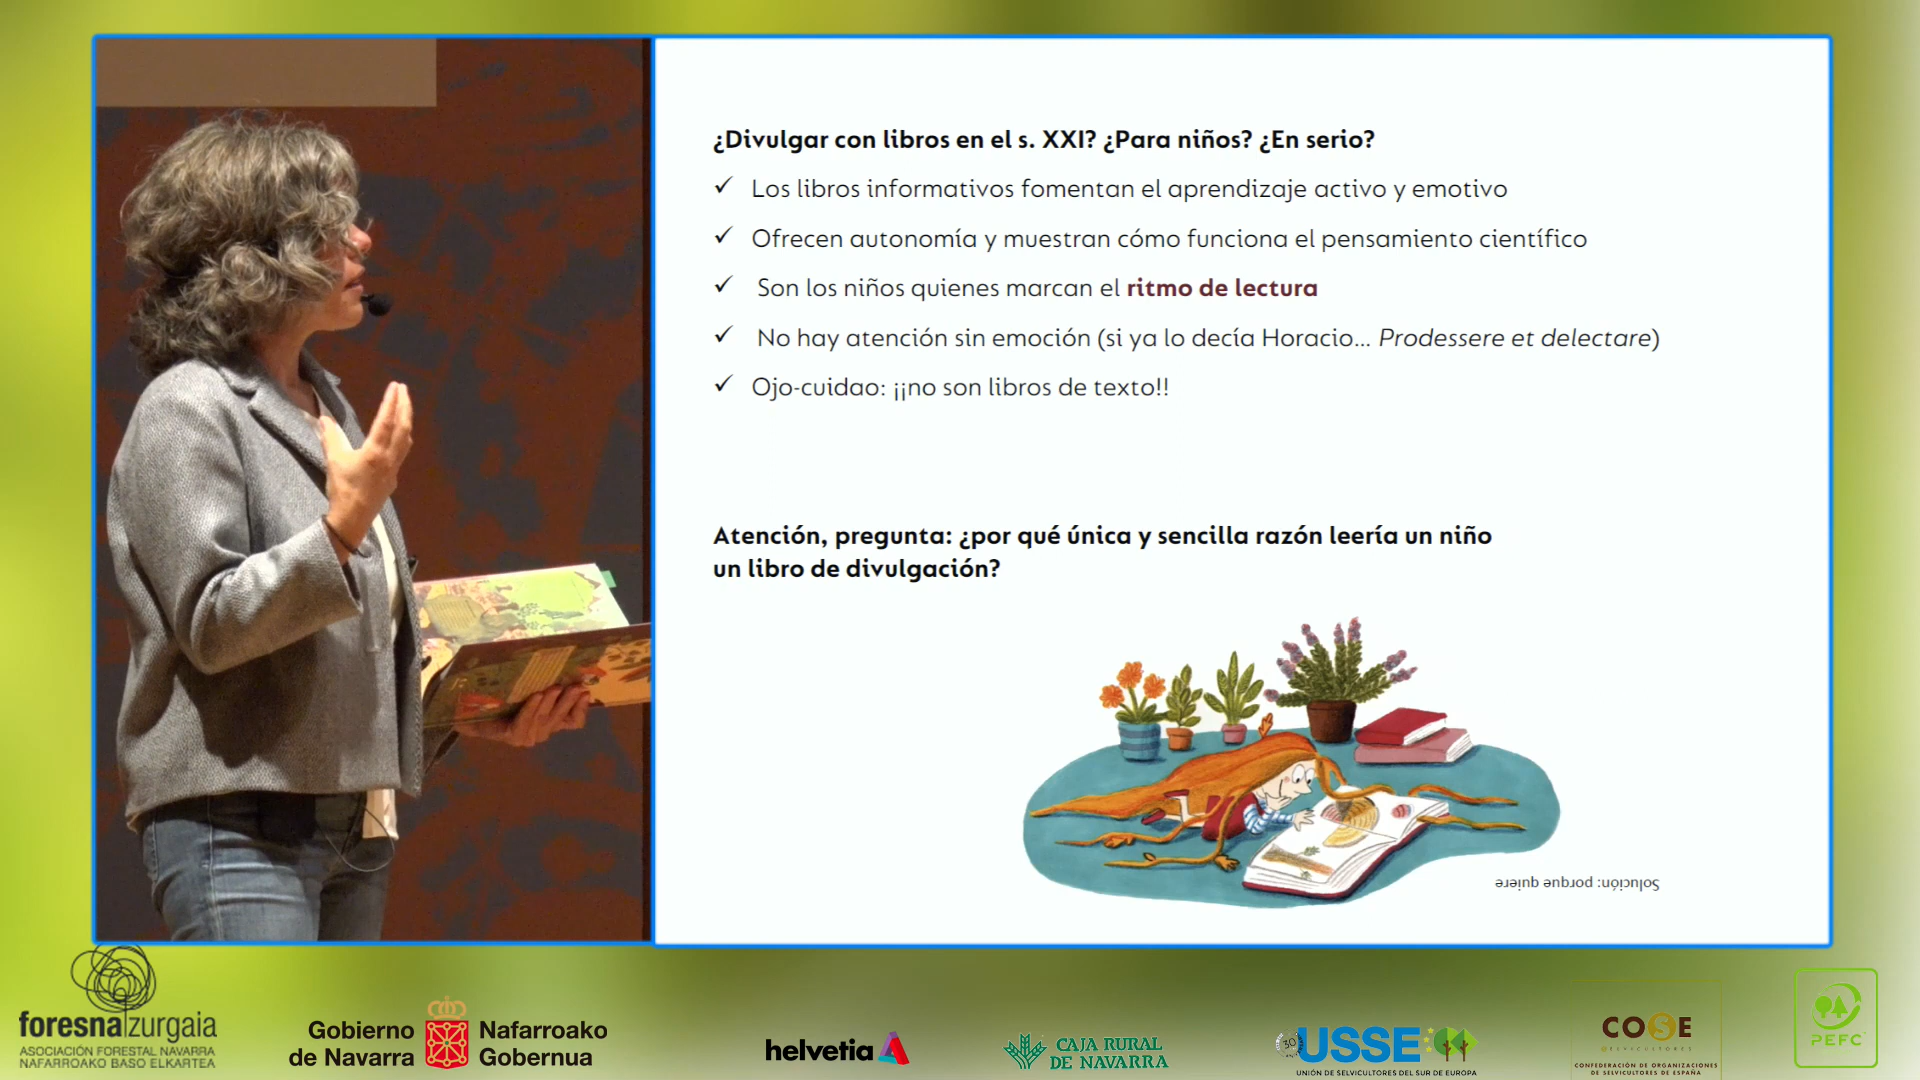 ¿Divulgar con libros en el s. XXI? ¿Para niños? ¿En serio?
✓ Los libros informativos fomentan el aprendizaje activo y emotivo
✓ Ofrecen autonomía y muestran cómo funciona el pensamiento científico
✓ Son los niños quienes marcan el ritmo de lectura
✓ No hay atención sin emoción (si ya lo decía Horacio... Prodessere et delectare)
✓ Ojo-cuidao: ¡¡no son libros de texto!!
Atención, pregunta: ¿por qué única y sencilla razón leería un niño
un libro de divulgación?
Solución: porque quiere
foresna zurgaia
ASOCIACIÓN FORESTAL NAVARRA
NAFARROAKO BASO ELKARTEA
Gobierno
de Navarra
Nafarroako
Gobernua
helvetia
CAJA RURAL
DE NAVARRA
30
USSE
UNIÓN DE SELVICULTORES DEL SUR DE EUROPA
COSE
SELVICULTORES
CONFEDERACIÓN DE ORGANIZACIONES
DE SELVICULTORES DE ESPAÑA
PEFC